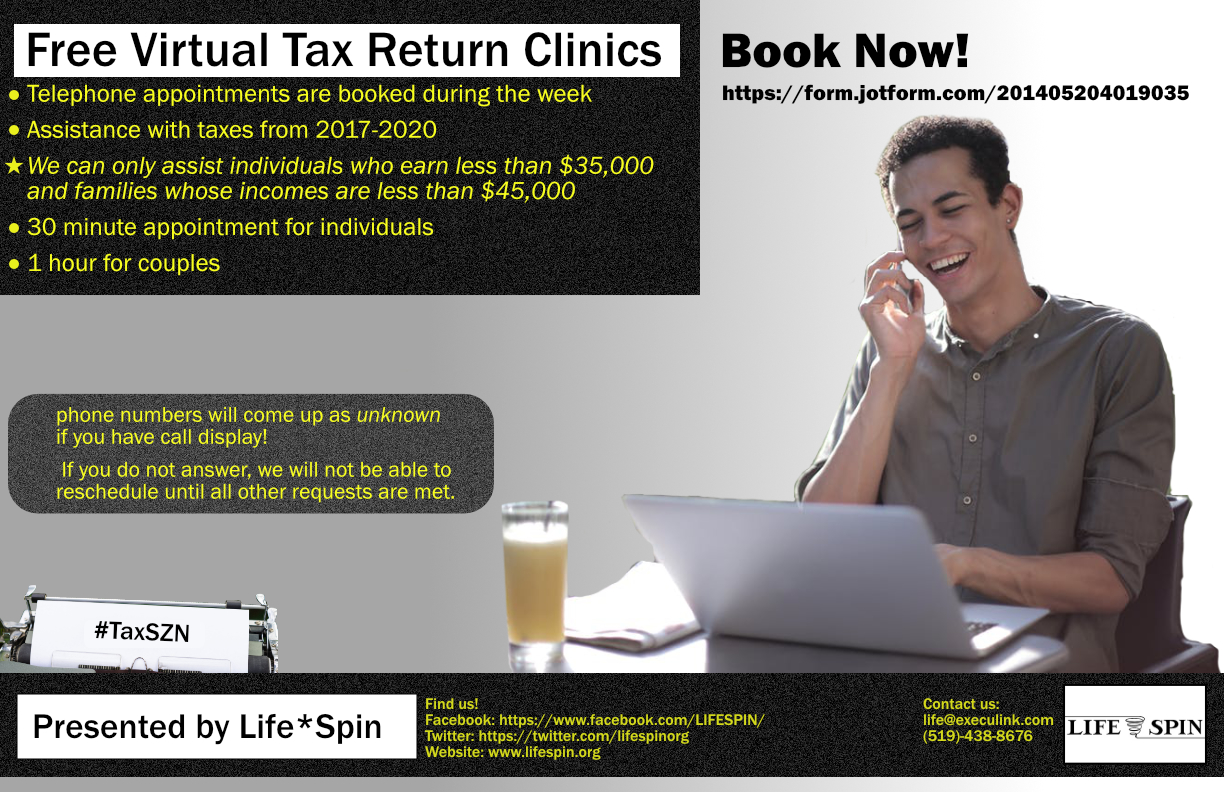 Free Virtual Tax Return Clinics
● Telephone appointments are booked during the week
● Assistance with taxes from 2017-2020
★ We can only assist individuals who earn less than $35,000
and families whose incomes are less than $45,000
● 30 minute appointment for individuals
● 1 hour for couples
Book Now!
https://form.jotform.com/201405204019035
phone numbers will come up as unknown
if you have call display!
If you do not answer, we will not be able to
reschedule until all other requests are met.
#TaxSZN
Presented by Life*Spin
Find us!
Facebook: https://www.facebook.com/LIFESPIN/
Twitter: https://twitter.com/lifespinorg
Website: www.lifespin.org
Contact us:
life@execulink.com
(519)-438-8676
LIFE SPIN